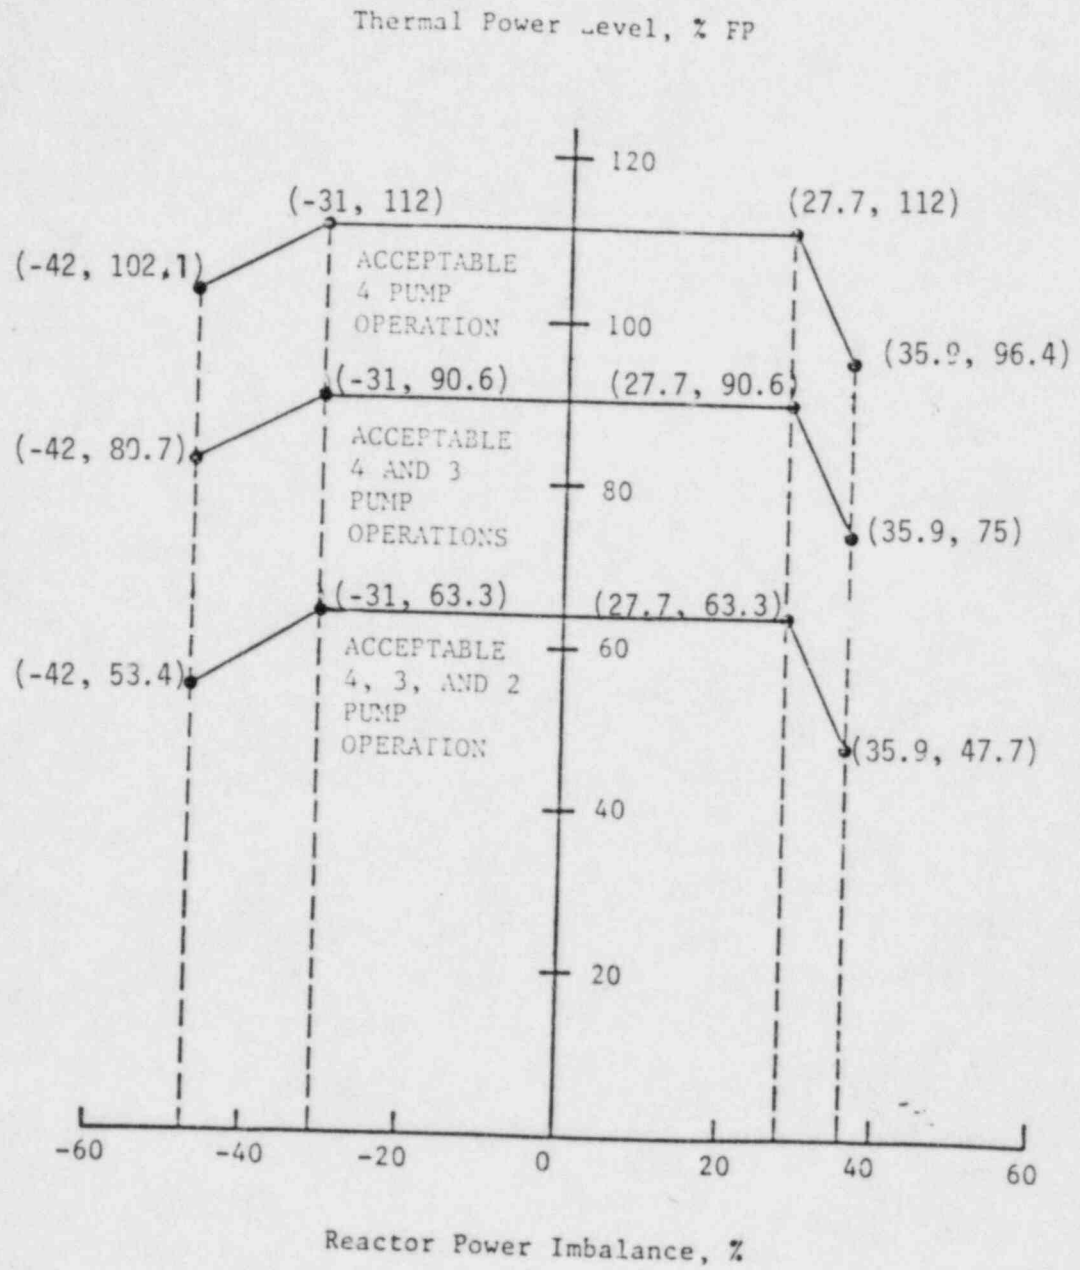 Thermal Power Level, % FP
120
(-31, 112)
(27.7, 112)
(-42, 102.1)
ACCEPTABLE
4 PUMP
OPERATION
100
(35.9, 96.4)
(-31, 90.6)
(27.7, 90.6)
(-42, 80.7)
ACCEPTABLE
4 AND 3
PUMP
OPERATIONS
80
(35.9, 75)
(-31, 63.3)
(27.7, 63.3)
(-42, 53.4)
ACCEPTABLE
4, 3, AND 2
PUMP
OPERATION
60
(35.9, 47.7)
40
20
-60 -40 -20 0 20 40 60
Reactor Power Imbalance, %